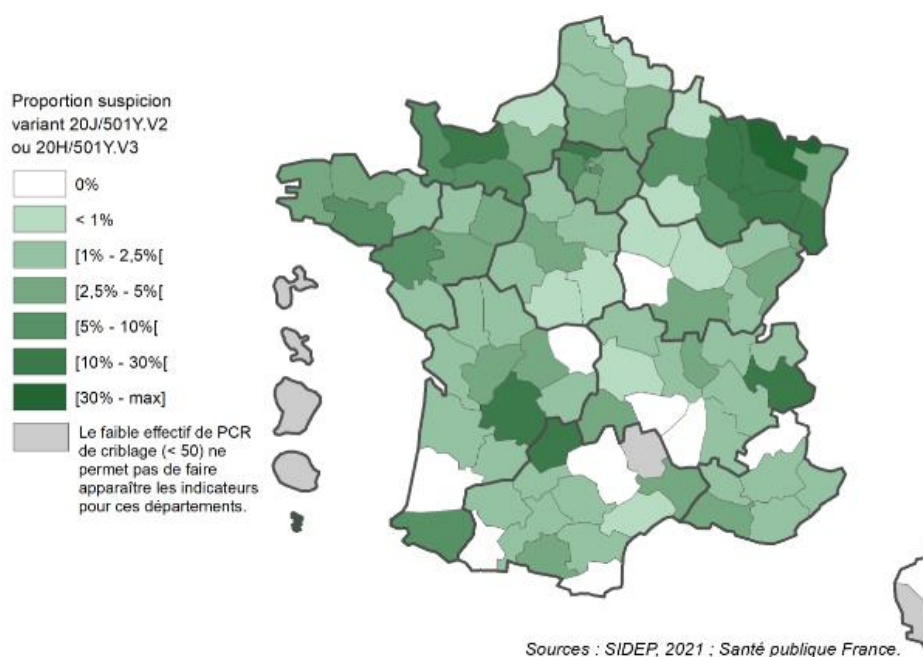 Proportion suspicion
variant 20J/501Y.V2
ou 20H/501Y.V3
0%
< 1%
[1% - 2,5%[
[2,5% - 5%[
[5% - 10%[
[10% - 30%[
[30% - max]
Le faible effectif de PCR
de criblage (< 50) ne
permet pas de faire
apparaître les indicateurs
pour ces départements.
Sources : SIDEP, 2021 ; Santé publique France.